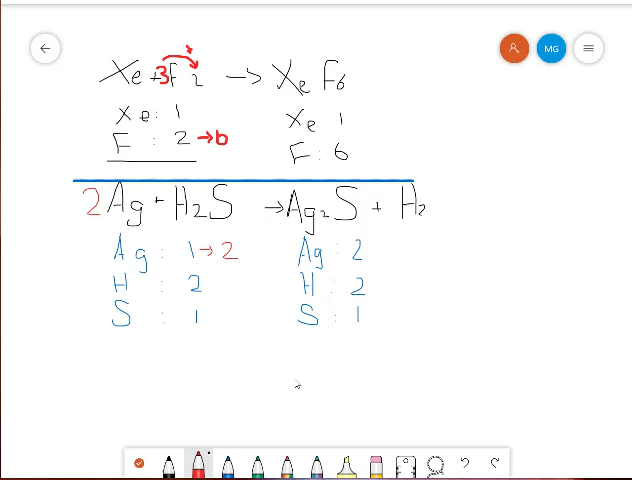 MG
x
Xe + 3F2 → XeF6
Xe: 1 Xe 1
F: 2 → b F: 6
2Ag + H2S → Ag2S + H2
Ag: 1 → 2 Ag: 2
H: 2 H: 2
S: 1 S: 1